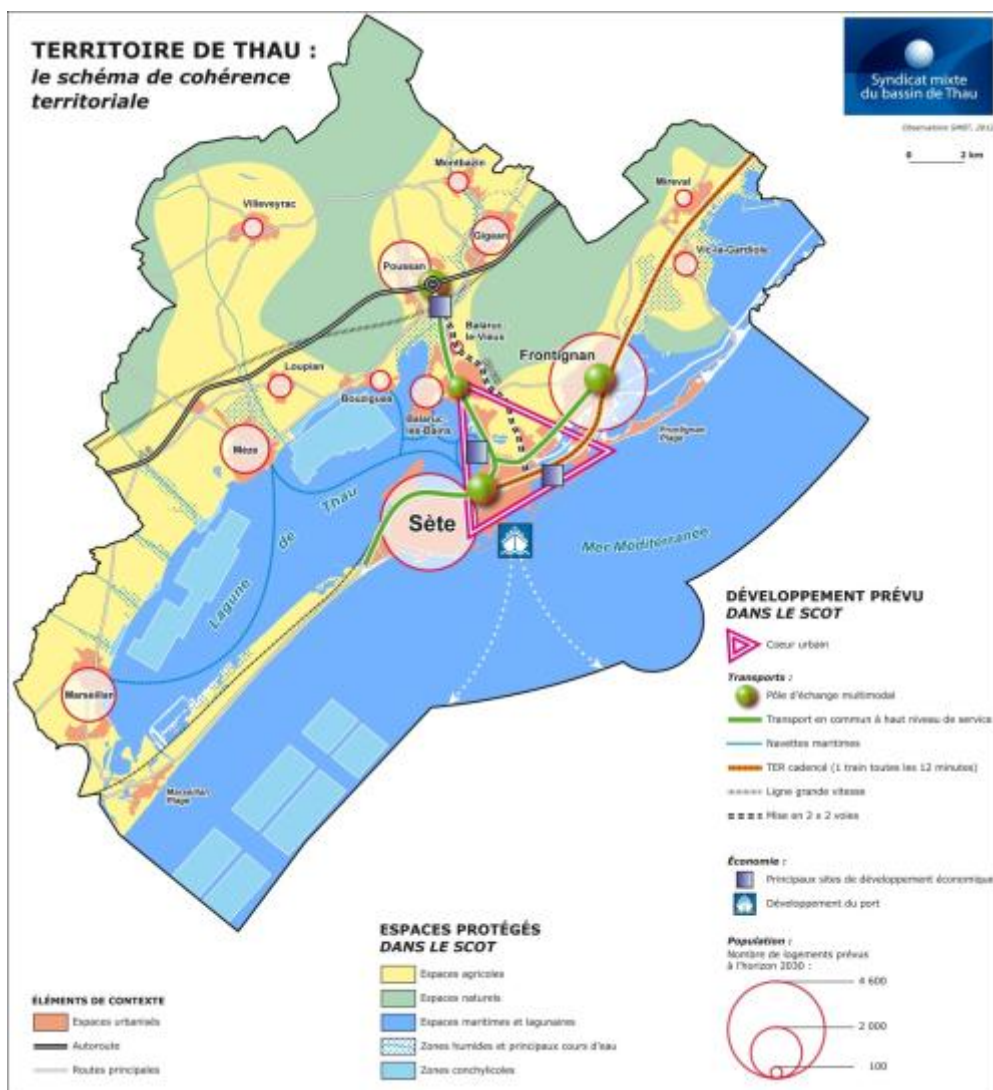 TERRITOIRE DE THAU :
le schéma de cohérence
territoriale
Syndicat mixte
du bassin de Thau
Observatoire SMBT, 2012
0 2 km
Montbazin
Mireval
Villeveyrac
Gigean
Vic-la-Gardiole
Poussan
Balaruc
le-Vieux
Frontignan
Loupian
Bouzigues
Balaruc
les-Bains
Frontignan
Plage
Mèze
Sète
Lagune de Thau
Mer Méditerranée
Marseillan
Marseillan
Plage
DÉVELOPPEMENT PRÉVU
DANS LE SCOT
Coeur urbain
Transports :
Pôle d'échange multimodal
Transport en commun à haut niveau de service
Navettes maritimes
TER cadencé (1 train toutes les 12 minutes)
Ligne grande vitesse
Mise en 2 x 2 voies
Économie :
Principaux sites de développement économique
Développement du port
Population :
Nombre de logements prévus
à l'horizon 2030 :
4 600
2 000
100
ESPACES PROTÉGÉS
DANS LE SCOT
Espaces agricoles
Espaces naturels
Espaces maritimes et lagunaires
Zones humides et principaux cours d'eau
Zones conchylicoles
ÉLÉMENTS DE CONTEXTE
Espaces urbanisés
Autoroute
Routes principales